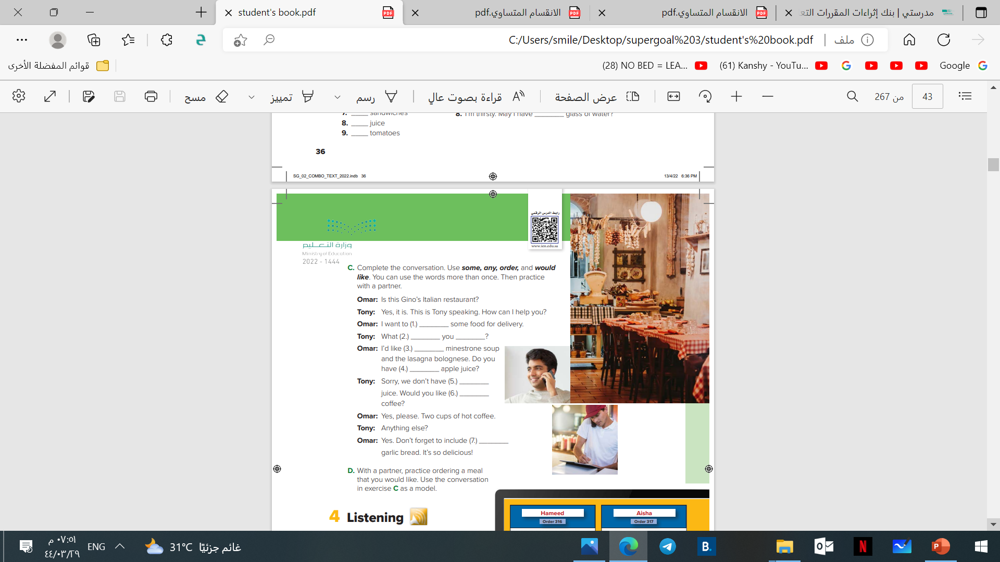 student's book.pdf
الانقسام المتساوي.pdf
الانقسام المتساوي.pdf
مدرستي | بنك إثراءات المقررات التع
C:/Users/smile/Desktop/supergoal%203/student's%20book.pdf
ملف
قوائم المفضلة الأخرى
(28) NO BED = LEA...
(61) Kanshy - YouTu...
Google
مسح
تمييز
رسم
قراءة بصوت عالٍ
عرض الصفحة
من 267
43
7. _____ sandwiches
8. I'm thirsty. May I have ________ glass of water?
8. _____ juice
9. _____ tomatoes
36
SG_02_COMBO_TEXT_2022.indb 36
13/4/22 6:36 PM
رابط الدرس الرقمي
www.ien.edu.sa
وزارة التعليم
Ministry of Education
2022 - 1444
C. Complete the conversation. Use some, any, order, and would
like. You can use the words more than once. Then practice
with a partner.
Omar: Is this Gino's Italian restaurant?
Tony: Yes, it is. This is Tony speaking. How can I help you?
Omar: I want to (1.) ________ some food for delivery.
Tony: What (2.) ________ you ________?
Omar: I'd like (3.) ________ minestrone soup
and the lasagna bolognese. Do you
have (4.) ________ apple juice?
Tony: Sorry, we don't have (5.) ________
juice. Would you like (6.) ________
coffee?
Omar: Yes, please. Two cups of hot coffee.
Tony: Anything else?
Omar: Yes. Don't forget to include (7.) ________
garlic bread. It's so delicious!
D. With a partner, practice ordering a meal
that you would like. Use the conversation
in exercise C as a model.
4 Listening
Hameed
Order 316
Aisha
Order 317
٠٧:٥١ م
٤٤/٠٣/٢٩
ENG
31°C غائم جزئيًا
B.
N
P